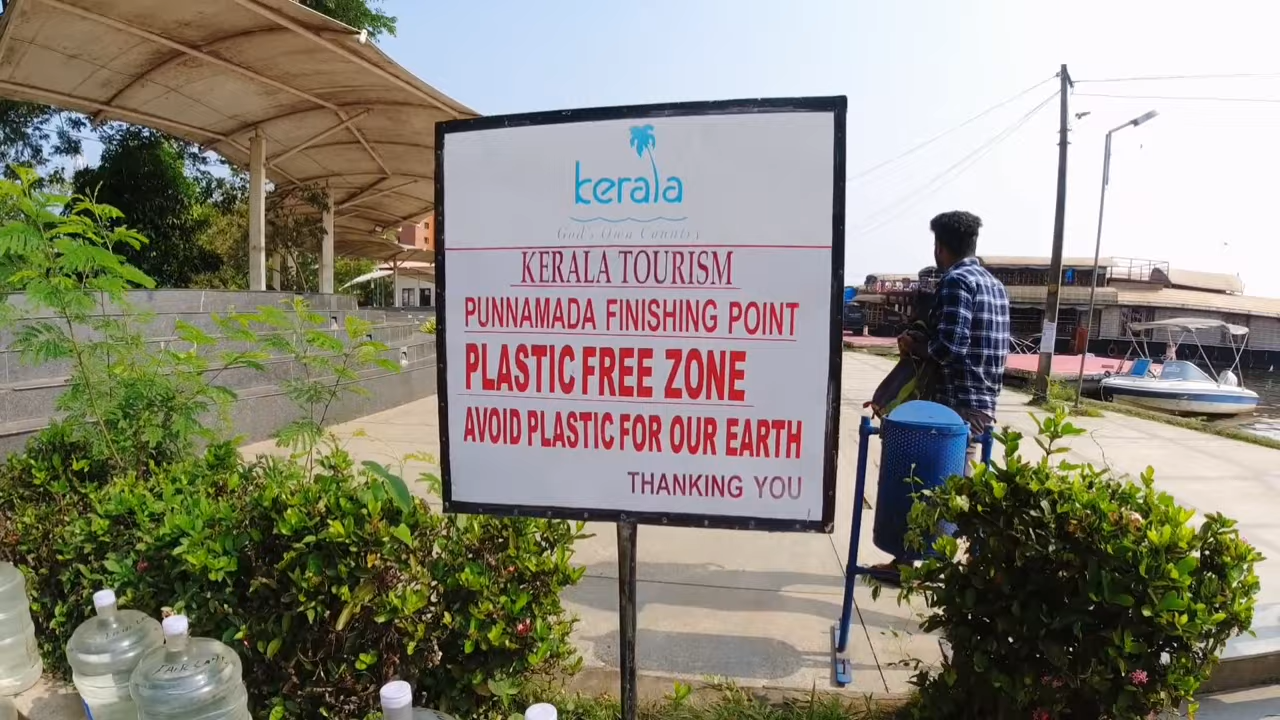 kerala
God's Own Country
KERALA TOURISM
PUNNAMADA FINISHING POINT
PLASTIC FREE ZONE
AVOID PLASTIC FOR OUR EARTH
THANKING YOU